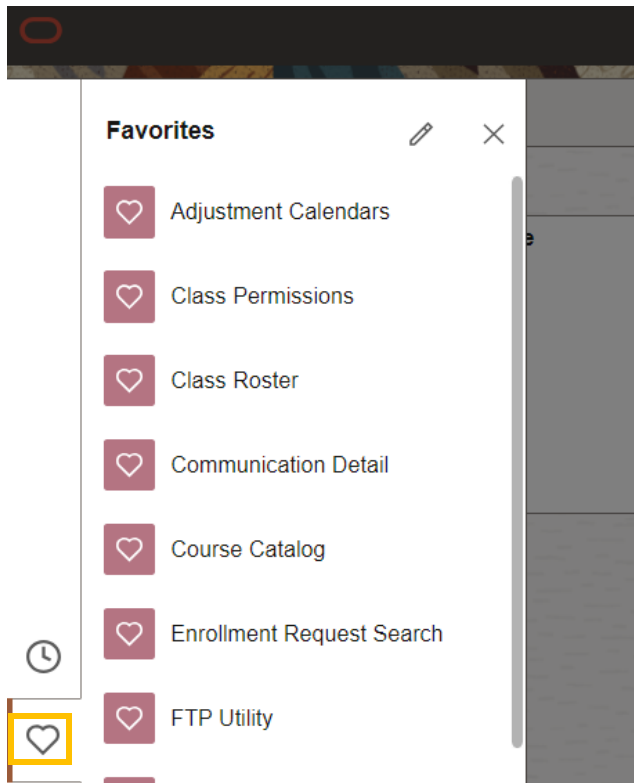 Favorites
Adjustment Calendars
Class Permissions
Class Roster
Communication Detail
Course Catalog
Enrollment Request Search
FTP Utility